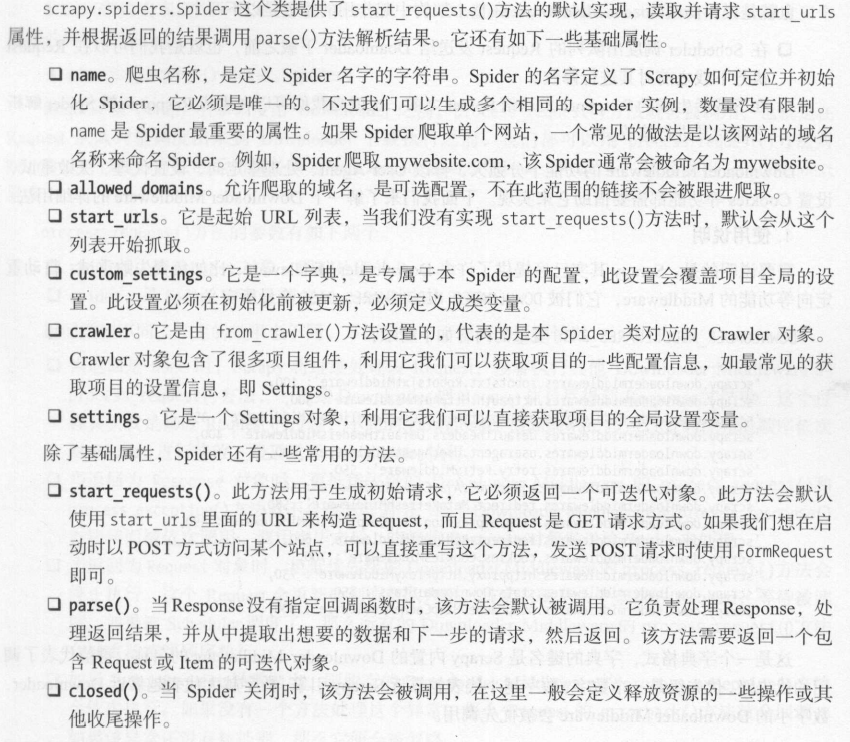 scrapy.spiders.Spider 这个类提供了 start_requests()方法的默认实现，读取并请求 start_urls
属性，并根据返回的结果调用 parse()方法解析结果。它还有如下一些基础属性。
❑ name。爬虫名称，是定义 Spider 名字的字符串。Spider 的名字定义了 Scrapy 如何定位并初始
化 Spider，它必须是唯一的。不过我们可以生成多个相同的 Spider 实例，数量没有限制。
name 是 Spider 最重要的属性。如果 Spider 爬取单个网站，一个常见的做法是以该网站的域名
名称来命名 Spider。例如，Spider 爬取 mywebsite.com，该 Spider 通常会被命名为 mywebsite。
❑ allowed_domains。允许爬取的域名，是可选配置，不在此范围的链接不会被跟进爬取。
❑ start_urls。它是起始 URL 列表，当我们没有实现 start_requests()方法时，默认会从这个
列表开始抓取。
❑ custom_settings。它是一个字典，是专属于本 Spider 的配置，此设置会覆盖项目全局的设
置。此设置必须在初始化前被更新，必须定义成类变量。
❑ crawler。它是由 from_crawler()方法设置的，代表的是本 Spider 类对应的 Crawler 对象。
Crawler 对象包含了很多项目组件，利用它我们可以获取项目的一些配置信息，如最常见的获
取项目的设置信息，即 Settings。
❑ settings。它是一个 Settings 对象，利用它我们可以直接获取项目的全局设置变量。
除了基础属性，Spider 还有一些常用的方法。
❑ start_requests()。此方法用于生成初始请求，它必须返回一个可迭代对象。此方法会默认
使用 start_urls 里面的 URL 来构造 Request，而且 Request 是 GET 请求方式。如果我们想在启
动时以 POST 方式访问某个站点，可以直接重写这个方法，发送 POST 请求时使用 FormRequest
即可。
❑ parse()。当 Response 没有指定回调函数时，该方法会默认被调用。它负责处理 Response，处
理返回结果，并从中提取出想要的数据和下一步的请求，然后返回。该方法需要返回一个包
含 Request 或 Item 的可迭代对象。
❑ closed()。当 Spider 关闭时，该方法会被调用，在这里一般会定义释放资源的一些操作或其
他收尾操作。